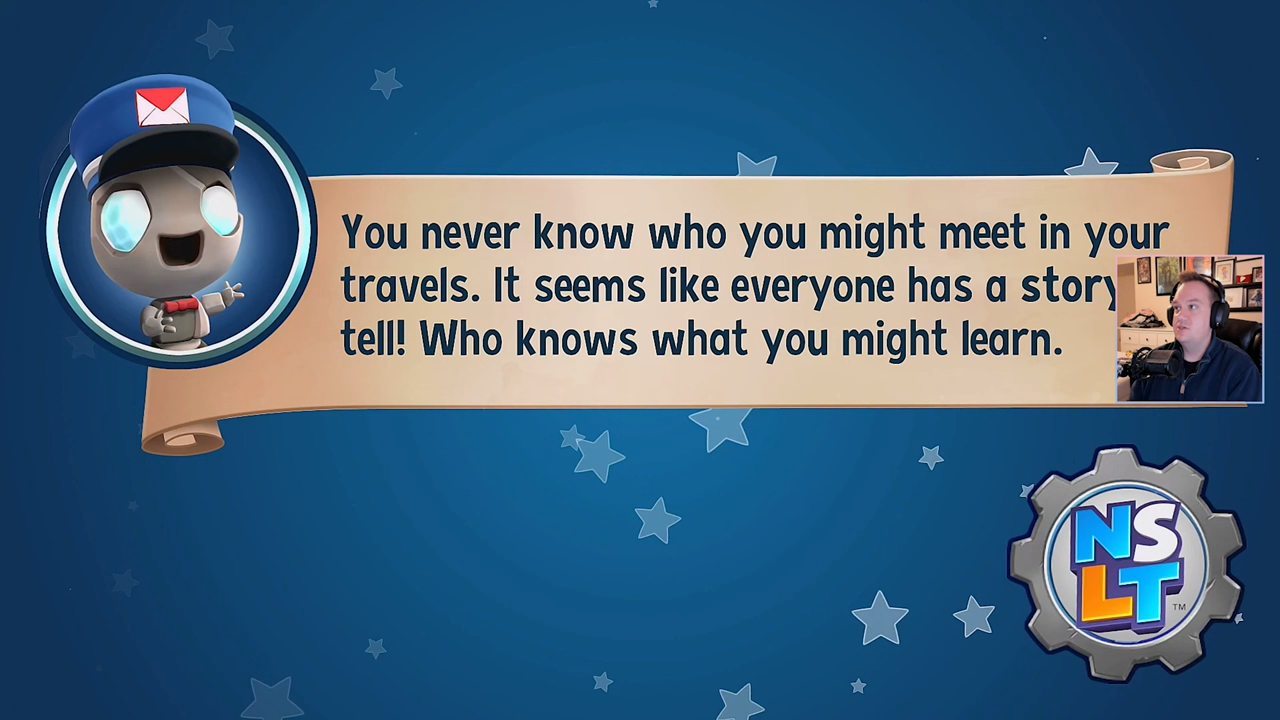 You never know who you might meet in your
travels. It seems like everyone has a story
tell! Who knows what you might learn.
NS
LT
TM